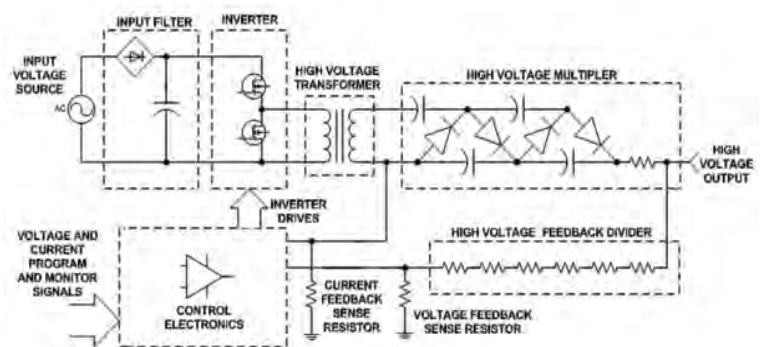 INPUT FILTER
INVERTER
INPUT
VOLTAGE
SOURCE
AC
HIGH VOLTAGE
TRANSFORMER
HIGH VOLTAGE MULTIPLER
HIGH
VOLTAGE
OUTPUT
INVERTER
DRIVES
VOLTAGE AND
CURRENT
PROGRAM
AND MONITOR
SIGNALS
CONTROL
ELECTRONICS
HIGH VOLTAGE FEEDBACK DIVIDER
CURRENT
FEEDBACK
SENSE
RESISTOR
VOLTAGE FEEDBACK
SENSE RESISTOR